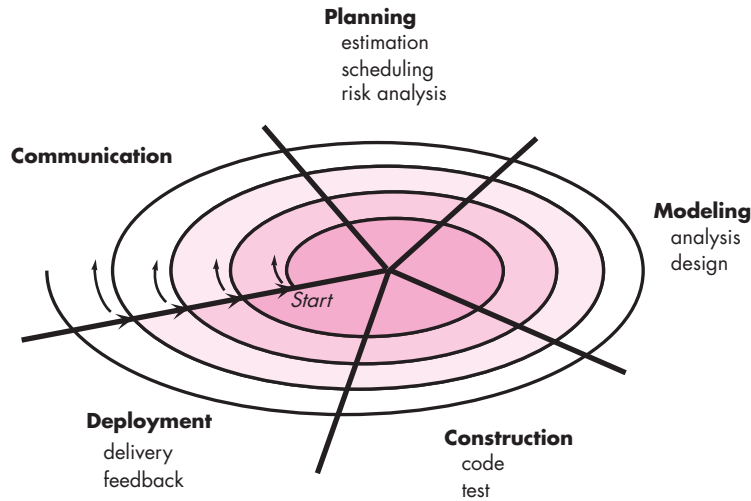 Planning
estimation
scheduling
risk analysis
Communication
Modeling
analysis
design
Start
Deployment
delivery
feedback
Construction
code
test